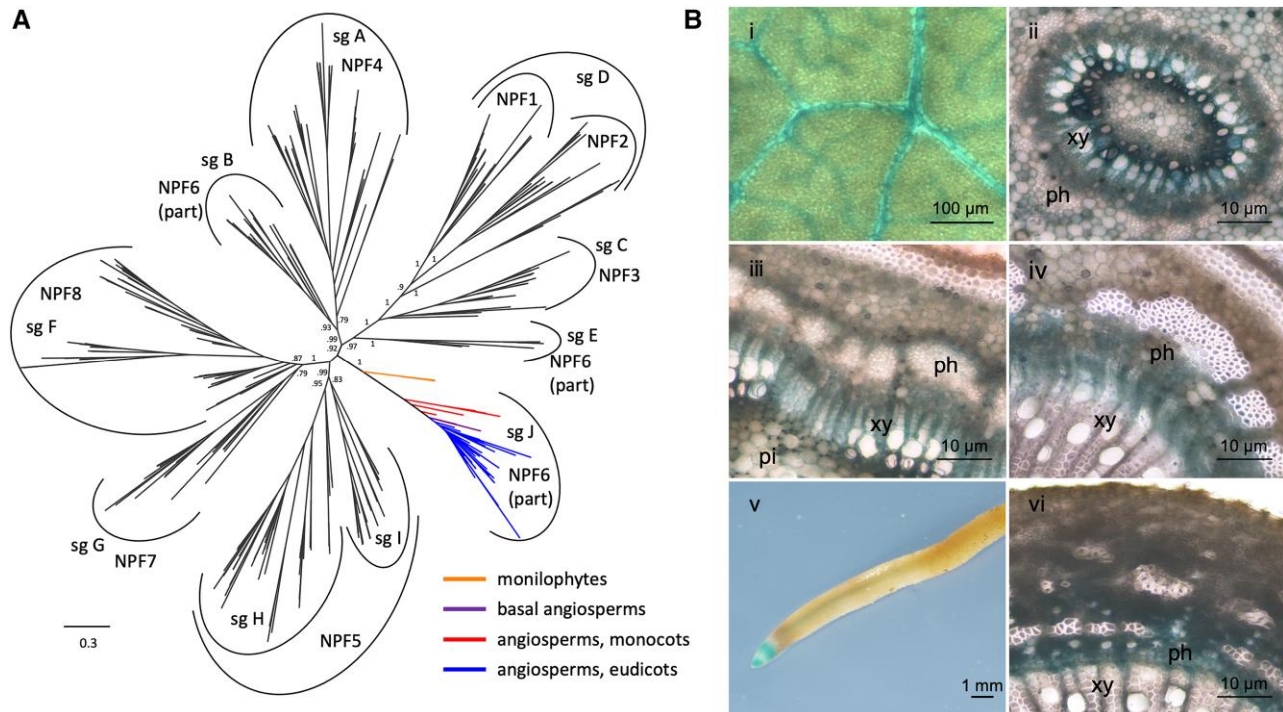 A
sg A
NPF4
sg D
NPF1
NPF2
sg B
NPF6
(part)
sg C
NPF3
NPF8
sg F
sg E
NPF6
(part)
sg J
NPF6
(part)
sg G
NPF7
sg I
sg H
NPF5
1
1
.9
1
1
.79
.93
.99
.92
.97
1
1
1
.87
1
.79
.99
.95
.83
1
0.3
monilophytes
basal angiosperms
angiosperms, monocots
angiosperms, eudicots
B
i
100 µm
ii
xy
ph
10 µm
iii
ph
xy
pi
10 µm
iv
ph
xy
10 µm
v
1 mm
vi
ph
xy
10 µm